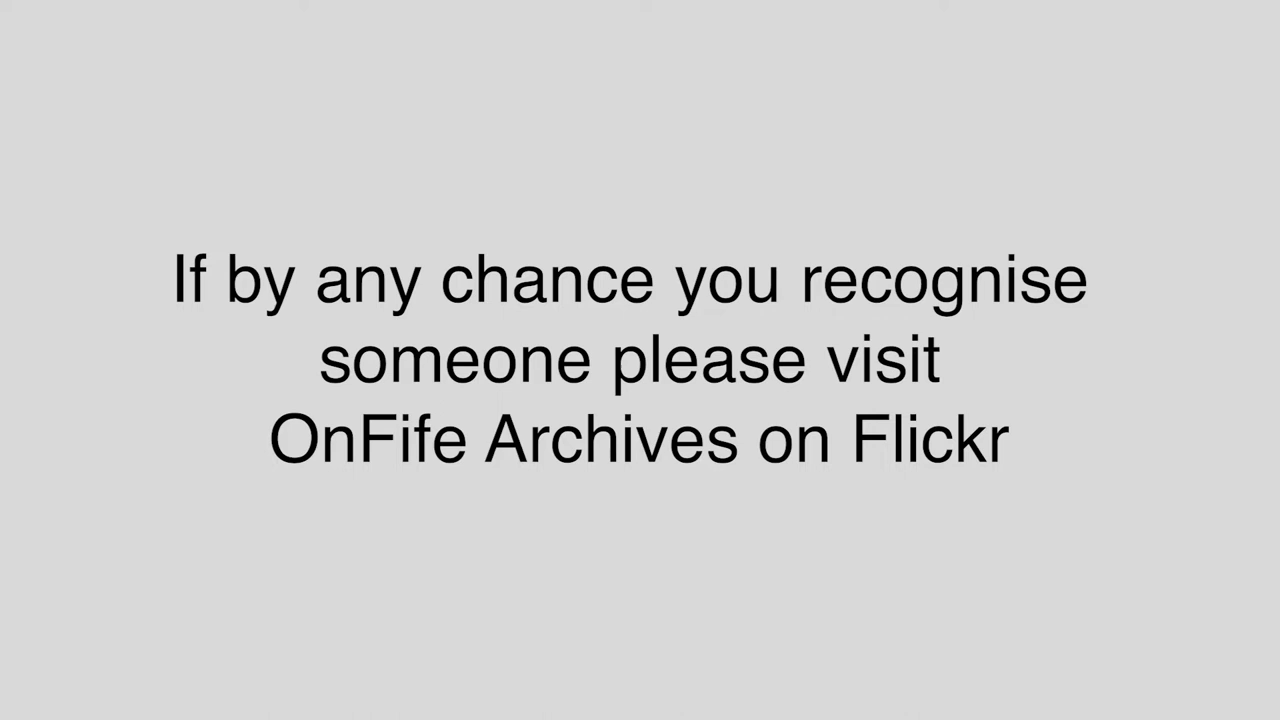 If by any chance you recognise
someone please visit
OnFife Archives on Flickr